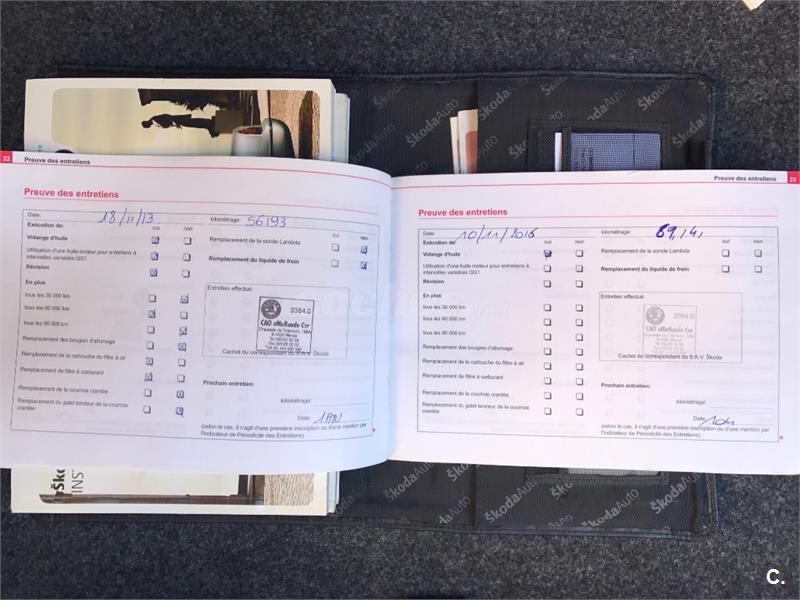 ŠkodaAuto
ŠkodaAuto
ŠkodaAuto
ŠkodaAuto
22 Preuve des entretiens
Preuve des entretiens
Date: 18/11/13 kilométrage: 56193
Exécution de: oui non
Vidange d'huile
Utilisation d'une huile moteur pour entretiens à
intervalles variables QG1
Révision
En plus
tous les 30 000 km
tous les 60 000 km
tous les 90 000 km
Remplacement des bougies d'allumage
Remplacement de la cartouche du filtre à air
Remplacement du filtre à carburant
Remplacement de la courroie crantée
Remplacement du galet tendeur de la courroie
crantée
oui non
Remplacement de la sonde Lambda
Remplacement du liquide de frein
Entretien effectué:
3384.0
Cachet du correspondant du S.A.V. Škoda
Prochain entretien:
kilométrage:
Date: 1AN
(selon le cas, il s'agit d'une première inscription ou d'une mention par
l'Indicateur de Périodicité des Entretiens)
Preuve des entretiens 23
Preuve des entretiens
Date: 10/11/2016 kilométrage:
Exécution de: oui non
Vidange d'huile
Utilisation d'une huile moteur pour entretiens à
intervalles variables QG1
Révision
En plus
tous les 30 000 km
tous les 60 000 km
tous les 90 000 km
Remplacement des bougies d'allumage
Remplacement de la cartouche du filtre à air
Remplacement du filtre à carburant
Remplacement de la courroie crantée
Remplacement du galet tendeur de la courroie
crantée
oui non
Remplacement de la sonde Lambda
Remplacement du liquide de frein
Entretien effectué:
3384.0
Cachet du correspondant du S.A.V. Škoda
Prochain entretien:
kilométrage:
Date:
(selon le cas, il s'agit d'une première inscription ou d'une mention par
l'Indicateur de Périodicité des Entretiens)
ŠkodaAuto
ŠkodaAuto
ŠkodaAuto
C.